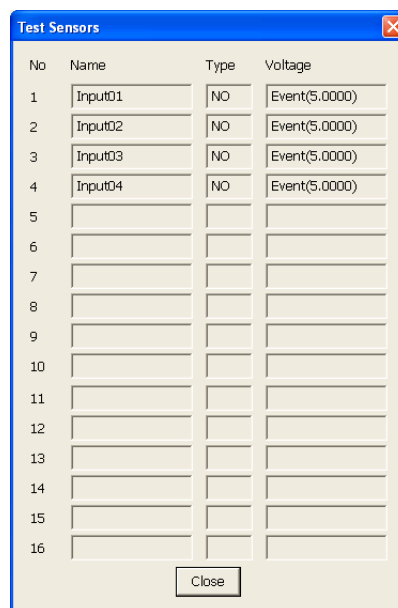 Test Sensors
No Name Type Voltage
1 Input01 NO Event(5.0000)
2 Input02 NO Event(5.0000)
3 Input03 NO Event(5.0000)
4 Input04 NO Event(5.0000)
5
6
7
8
9
10
11
12
13
14
15
16
Close